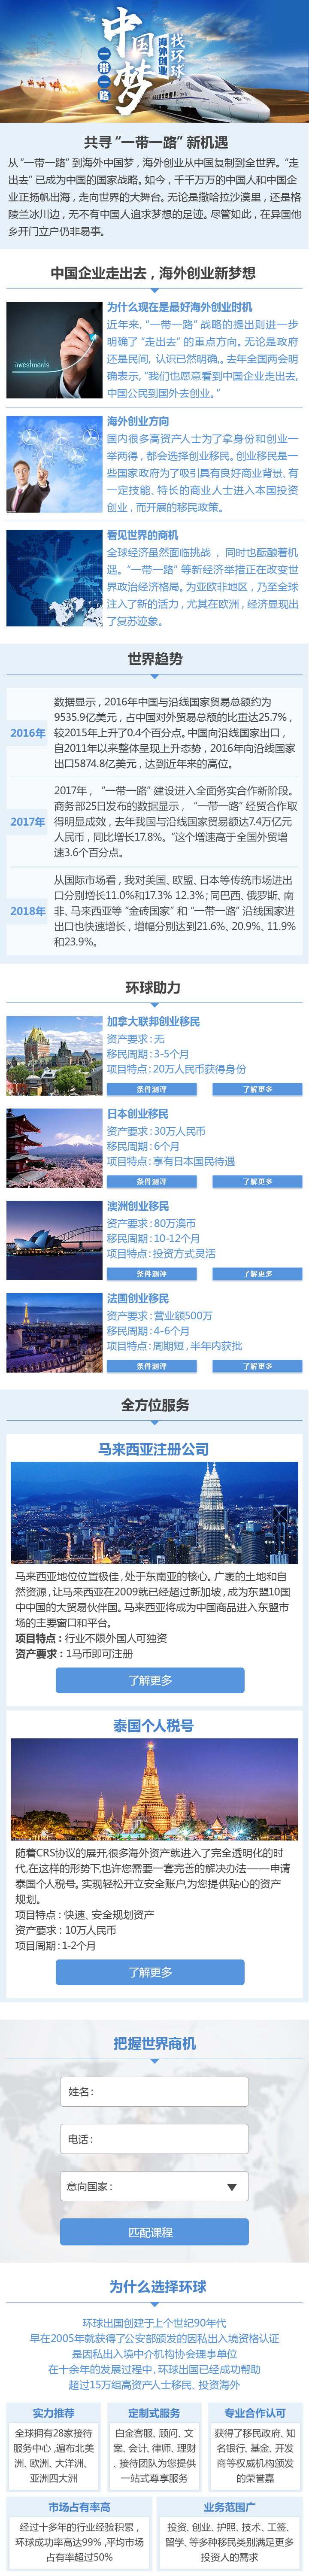 中国梦
一带一路
海外创业
找环球
共寻“一带一路”新机遇
从“一带一路”到海外中国梦，海外创业从中国复制到全世界。“走
出去”已成为中国的国家战略。如今，千千万万的中国人和中国企
业正扬帆出海，走向世界的大舞台。无论是撒哈拉沙漠里，还是格
陵兰冰川边，无不有中国人追求梦想的足迹。尽管如此，在异国他
乡开门立户仍非易事。
中国企业走出去，海外创业新梦想
investments
为什么现在是最好海外创业时机
近年来，“一带一路”战略的提出则进一步
明确了“走出去”的重点方向。无论是政府
还是民间，认识已然明确。去年全国两会明
确表示，“我们也愿意看到中国企业走出去，
中国公民到国外去创业。”
海外创业方向
国内很多高资产人士为了拿身份和创业一
举两得，都会选择创业移民。创业移民是一
些国家政府为了吸引具有良好商业背景、有
一定技能、特长的商业人士进入本国投资
创业，而开展的移民政策。
看见世界的商机
全球经济虽然面临挑战，同时也酝酿着机
遇。“一带一路”等新经济举措正在改变世
界政治经济格局。为亚欧非地区，乃至全球
注入了新的活力，尤其在欧洲，经济显现出
了复苏迹象。
世界趋势
2016年
数据显示，2016年中国与沿线国家贸易总额约为
9535.9亿美元，占中国对外贸易总额的比重达25.7%，
较2015年上升了0.4个百分点。中国向沿线国家出口，
自2011年以来整体呈现上升态势，2016年向沿线国家
出口5874.8亿美元，达到近年来的高位。
2017年
2017年，“一带一路”建设进入全面务实合作新阶段。
商务部25日发布的数据显示，“一带一路”经贸合作取
得明显成效，去年我国与沿线国家贸易额达7.4万亿元
人民币，同比增长17.8%。“这个增速高于全国外贸增
速3.6个百分点。
2018年
从国际市场看，我对美国、欧盟、日本等传统市场进出
口分别增长11.0%和17.3% 12.3%；同巴西、俄罗斯、南
非、马来西亚等“金砖国家”和“一带一路”沿线国家进
出口也快速增长，增幅分别达到21.6%、20.9%、11.9%
和23.9%。
环球助力
加拿大联邦创业移民
资产要求：无
移民周期：3-5个月
项目特点：20万人民币获得身份
条件测评
了解更多
日本创业移民
资产要求：30万人民币
移民周期：6个月
项目特点：享有日本国民待遇
条件测评
了解更多
澳洲创业移民
资产要求：80万澳币
移民周期：10-12个月
项目特点：投资方式灵活
条件测评
了解更多
法国创业移民
资产要求：营业额500万
移民周期：4-6个月
项目特点：周期短，半年内获批
条件测评
了解更多
全方位服务
马来西亚注册公司
马来西亚地位位置极佳，处于东南亚的核心。广袤的土地和自
然资源，让马来西亚在2009就已经超过新加坡，成为东盟10国
中中国的大贸易伙伴国。马来西亚将成为中国商品进入东盟市
场的主要窗口和平台。
项目特点：行业不限外国人可独资
资产要求：1马币即可注册
了解更多
泰国个人税号
随着CRS协议的展开，很多海外资产就进入了完全透明化的时
代，在这样的形势下，也许您需要一套完善的解决办法——申请
泰国个人税号。实现轻松开立安全账户，为您提供贴心的资产
规划。
项目特点：快速、安全规划资产
资产要求：10万人民币
项目周期：1-2个月
了解更多
把握世界商机
姓名：
电话：
意向国家：
匹配课程
为什么选择环球
环球出国创建于上个世纪90年代
早在2005年就获得了公安部颁发的因私出入境资格认证
是因私出入境中介机构协会理事单位
在十余年的发展过程中，环球出国已经成功帮助
超过15万组高资产人士移民、投资海外
实力推荐
全球拥有28家接待
服务中心，遍布北美
洲、欧洲、大洋洲、
亚洲四大洲
定制式服务
白金客服、顾问、文
案、会计、律师、理财
、接待团队为您提供
一站式尊享服务
专业合作认可
获得了移民政府、知
名银行、基金、开发
商等权威机构颁发
的荣誉嘉
市场占有率高
经过十多年的行业经验积累，
环球成功率高达99%，平均市场
占有率超过50%
业务范围广
投资、创业、护照、技术、工签、
留学、等多种移民类别满足更多
投资人的需求